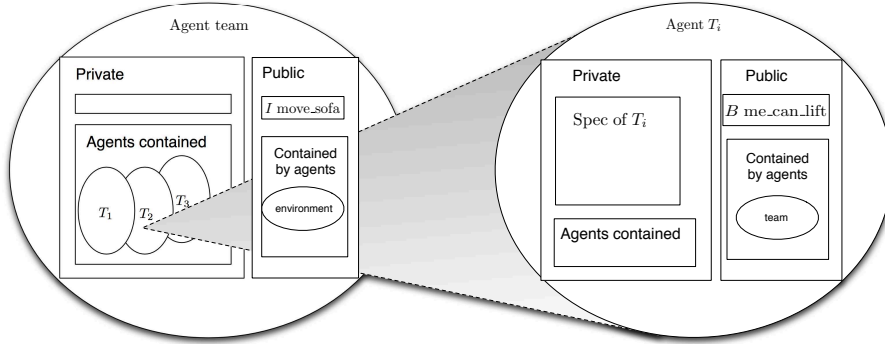 Agent team
Private
Agents contained
T1
T2
T3
Public
I move_sofa
Contained
by agents
environment
Agent Ti
Private
Spec of Ti
Agents contained
Public
B me_can_lift
Contained
by agents
team